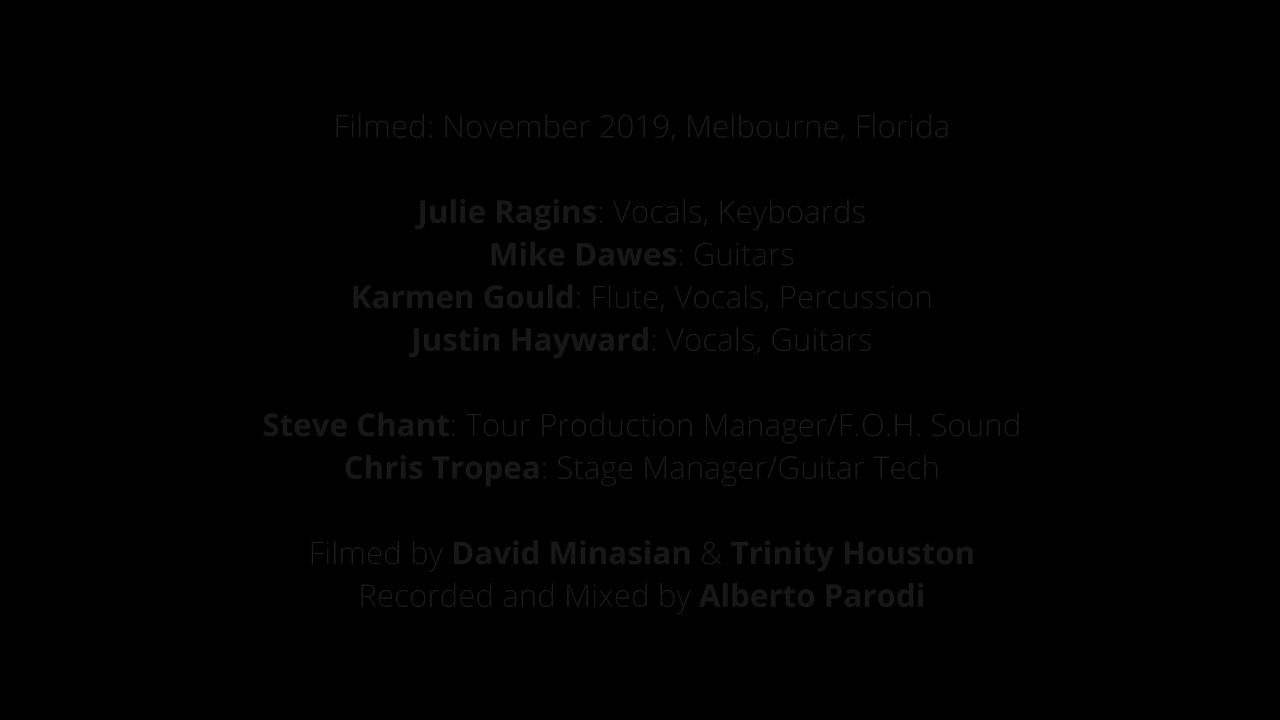 Filmed: November 2019, Melbourne, Florida
Julie Ragins: Vocals, Keyboards
Mike Dawes: Guitars
Karmen Gould: Flute, Vocals, Percussion
Justin Hayward: Vocals, Guitars
Steve Chant: Tour Production Manager/F.O.H. Sound
Chris Tropea: Stage Manager/Guitar Tech
Filmed by David Minasian & Trinity Houston
Recorded and Mixed by Alberto Parodi